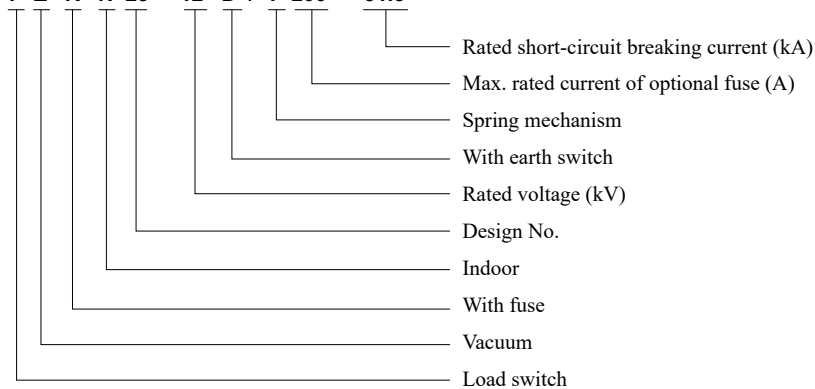 Rated short-circuit breaking current (kA)
Max. rated current of optional fuse (A)
Spring mechanism
With earth switch
Rated voltage (kV)
Design No.
Indoor
With fuse
Vacuum
Load switch